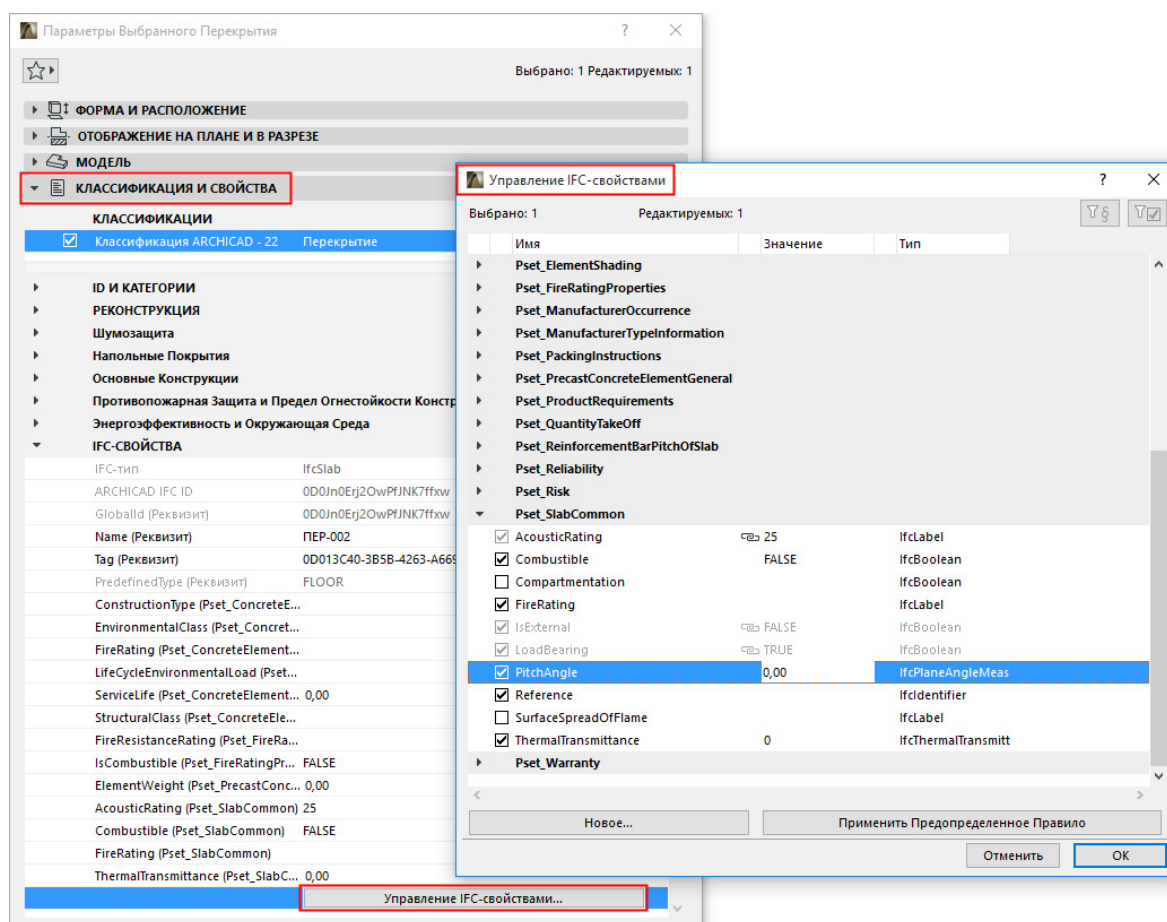 Параметры Выбранного Перекрытия
?
Выбрано: 1 Редактируемых: 1
ФОРМА И РАСПОЛОЖЕНИЕ
ОТОБРАЖЕНИЕ НА ПЛАНЕ И В РАЗРЕЗЕ
МОДЕЛЬ
КЛАССИФИКАЦИЯ И СВОЙСТВА
КЛАССИФИКАЦИИ
Классификация ARCHICAD - 22 Перекрытие
ID И КАТЕГОРИИ
РЕКОНСТРУКЦИЯ
Шумозащита
Напольные Покрытия
Основные Конструкции
Противопожарная Защита и Предел Огнестойкости Констр
Энергоэффективность и Окружающая Среда
IFC-СВОЙСТВА
IFC-тип IfcSlab
ARCHICAD IFC ID 0D0Jn0Erj2OwPfJNK7ffxw
GlobalId (Реквизит) 0D0Jn0Erj2OwPfJNK7ffxw
Name (Реквизит) ПЕР-002
Tag (Реквизит) 0D013C40-3B5B-4263-A669
PredefinedType (Реквизит) FLOOR
ConstructionType (Pset_ConcreteE...
EnvironmentalClass (Pset_Concret...
FireRating (Pset_ConcreteElement...
LifeCycleEnvironmentalLoad (Pset...
ServiceLife (Pset_ConcreteElement... 0,00
StructuralClass (Pset_ConcreteEle...
FireResistanceRating (Pset_FireRa...
IsCombustible (Pset_FireRatingPr... FALSE
ElementWeight (Pset_PrecastConc... 0,00
AcousticRating (Pset_SlabCommon) 25
Combustible (Pset_SlabCommon) FALSE
FireRating (Pset_SlabCommon)
ThermalTransmittance (Pset_SlabC... 0,00
Управление IFC-свойствами...
Управление IFC-свойствами
?
Выбрано: 1 Редактируемых: 1
Имя Значение Тип
Pset_ElementShading
Pset_FireRatingProperties
Pset_ManufacturerOccurrence
Pset_ManufacturerTypeInformation
Pset_PackingInstructions
Pset_PrecastConcreteElementGeneral
Pset_ProductRequirements
Pset_QuantityTakeOff
Pset_ReinforcementBarPitchOfSlab
Pset_Reliability
Pset_Risk
Pset_SlabCommon
AcousticRating 25 IfcLabel
Combustible FALSE IfcBoolean
Compartmentation IfcBoolean
FireRating IfcLabel
IsExternal FALSE IfcBoolean
LoadBearing TRUE IfcBoolean
PitchAngle 0,00 IfcPlaneAngleMeas
Reference IfcIdentifier
SurfaceSpreadOfFlame IfcLabel
ThermalTransmittance 0 IfcThermalTransmitt
Pset_Warranty
Новое... Применить Предопределенное Правило
Отменить OK